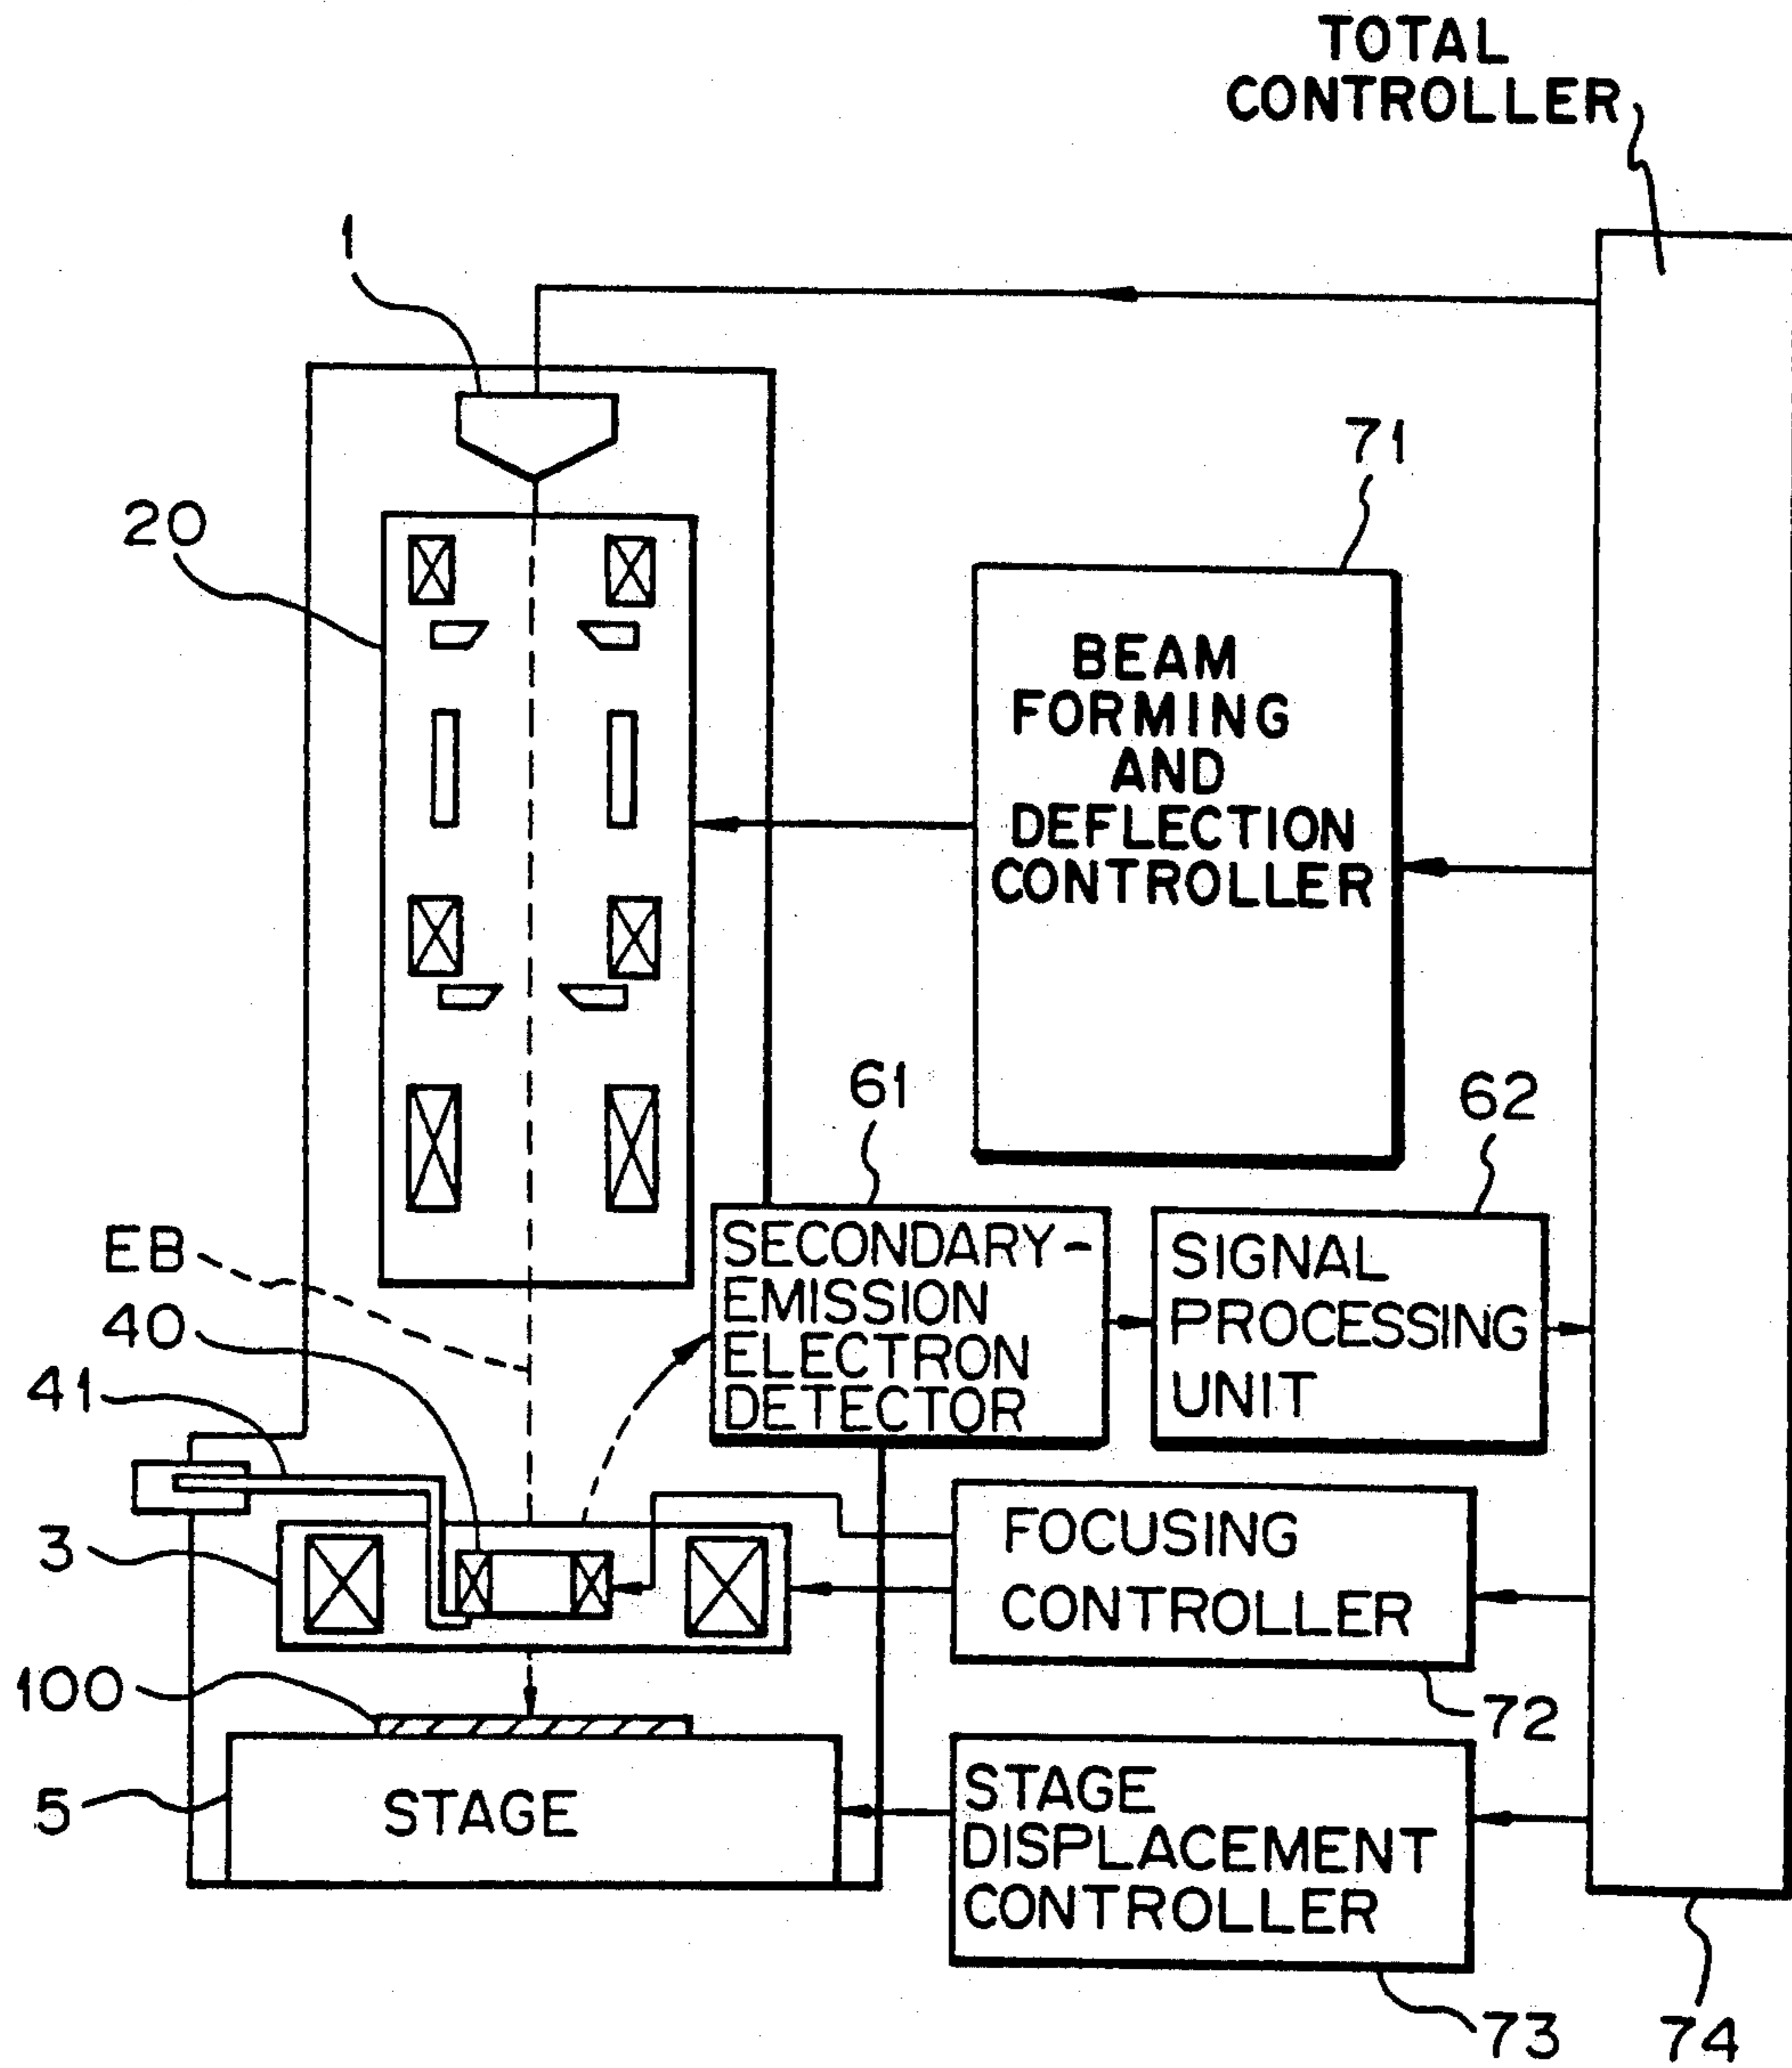 TOTAL
CONTROLLER
1
71
20
BEAM
FORMING
AND
DEFLECTION
CONTROLLER
61
62
SECONDARY-
EMISSION
ELECTRON
DETECTOR
SIGNAL
PROCESSING
UNIT
EB
40
41
3
FOCUSING
CONTROLLER
100
72
5
STAGE
STAGE
DISPLACEMENT
CONTROLLER
73
74